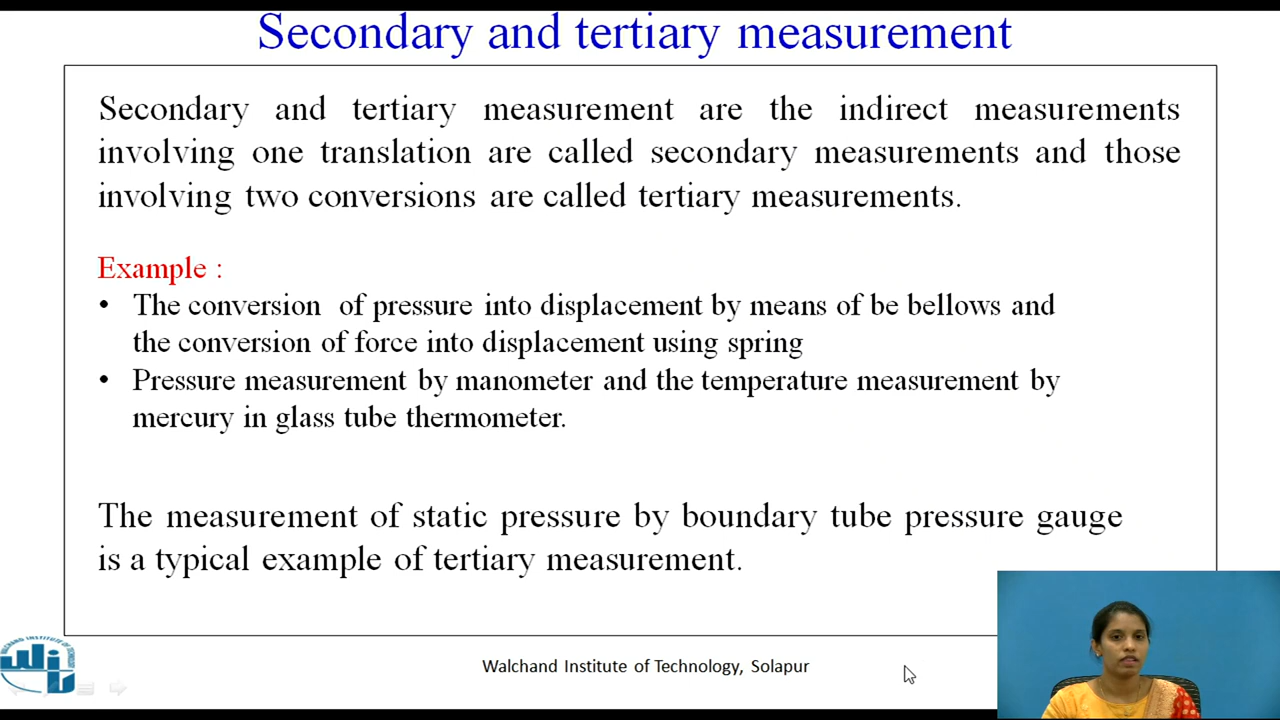 Secondary and tertiary measurement
Secondary and tertiary measurement are the indirect measurements
involving one translation are called secondary measurements and those
involving two conversions are called tertiary measurements.
Example :
• The conversion of pressure into displacement by means of be bellows and
the conversion of force into displacement using spring
• Pressure measurement by manometer and the temperature measurement by
mercury in glass tube thermometer.
The measurement of static pressure by boundary tube pressure gauge
is a typical example of tertiary measurement.
Walchand Institute of Technology, Solapur